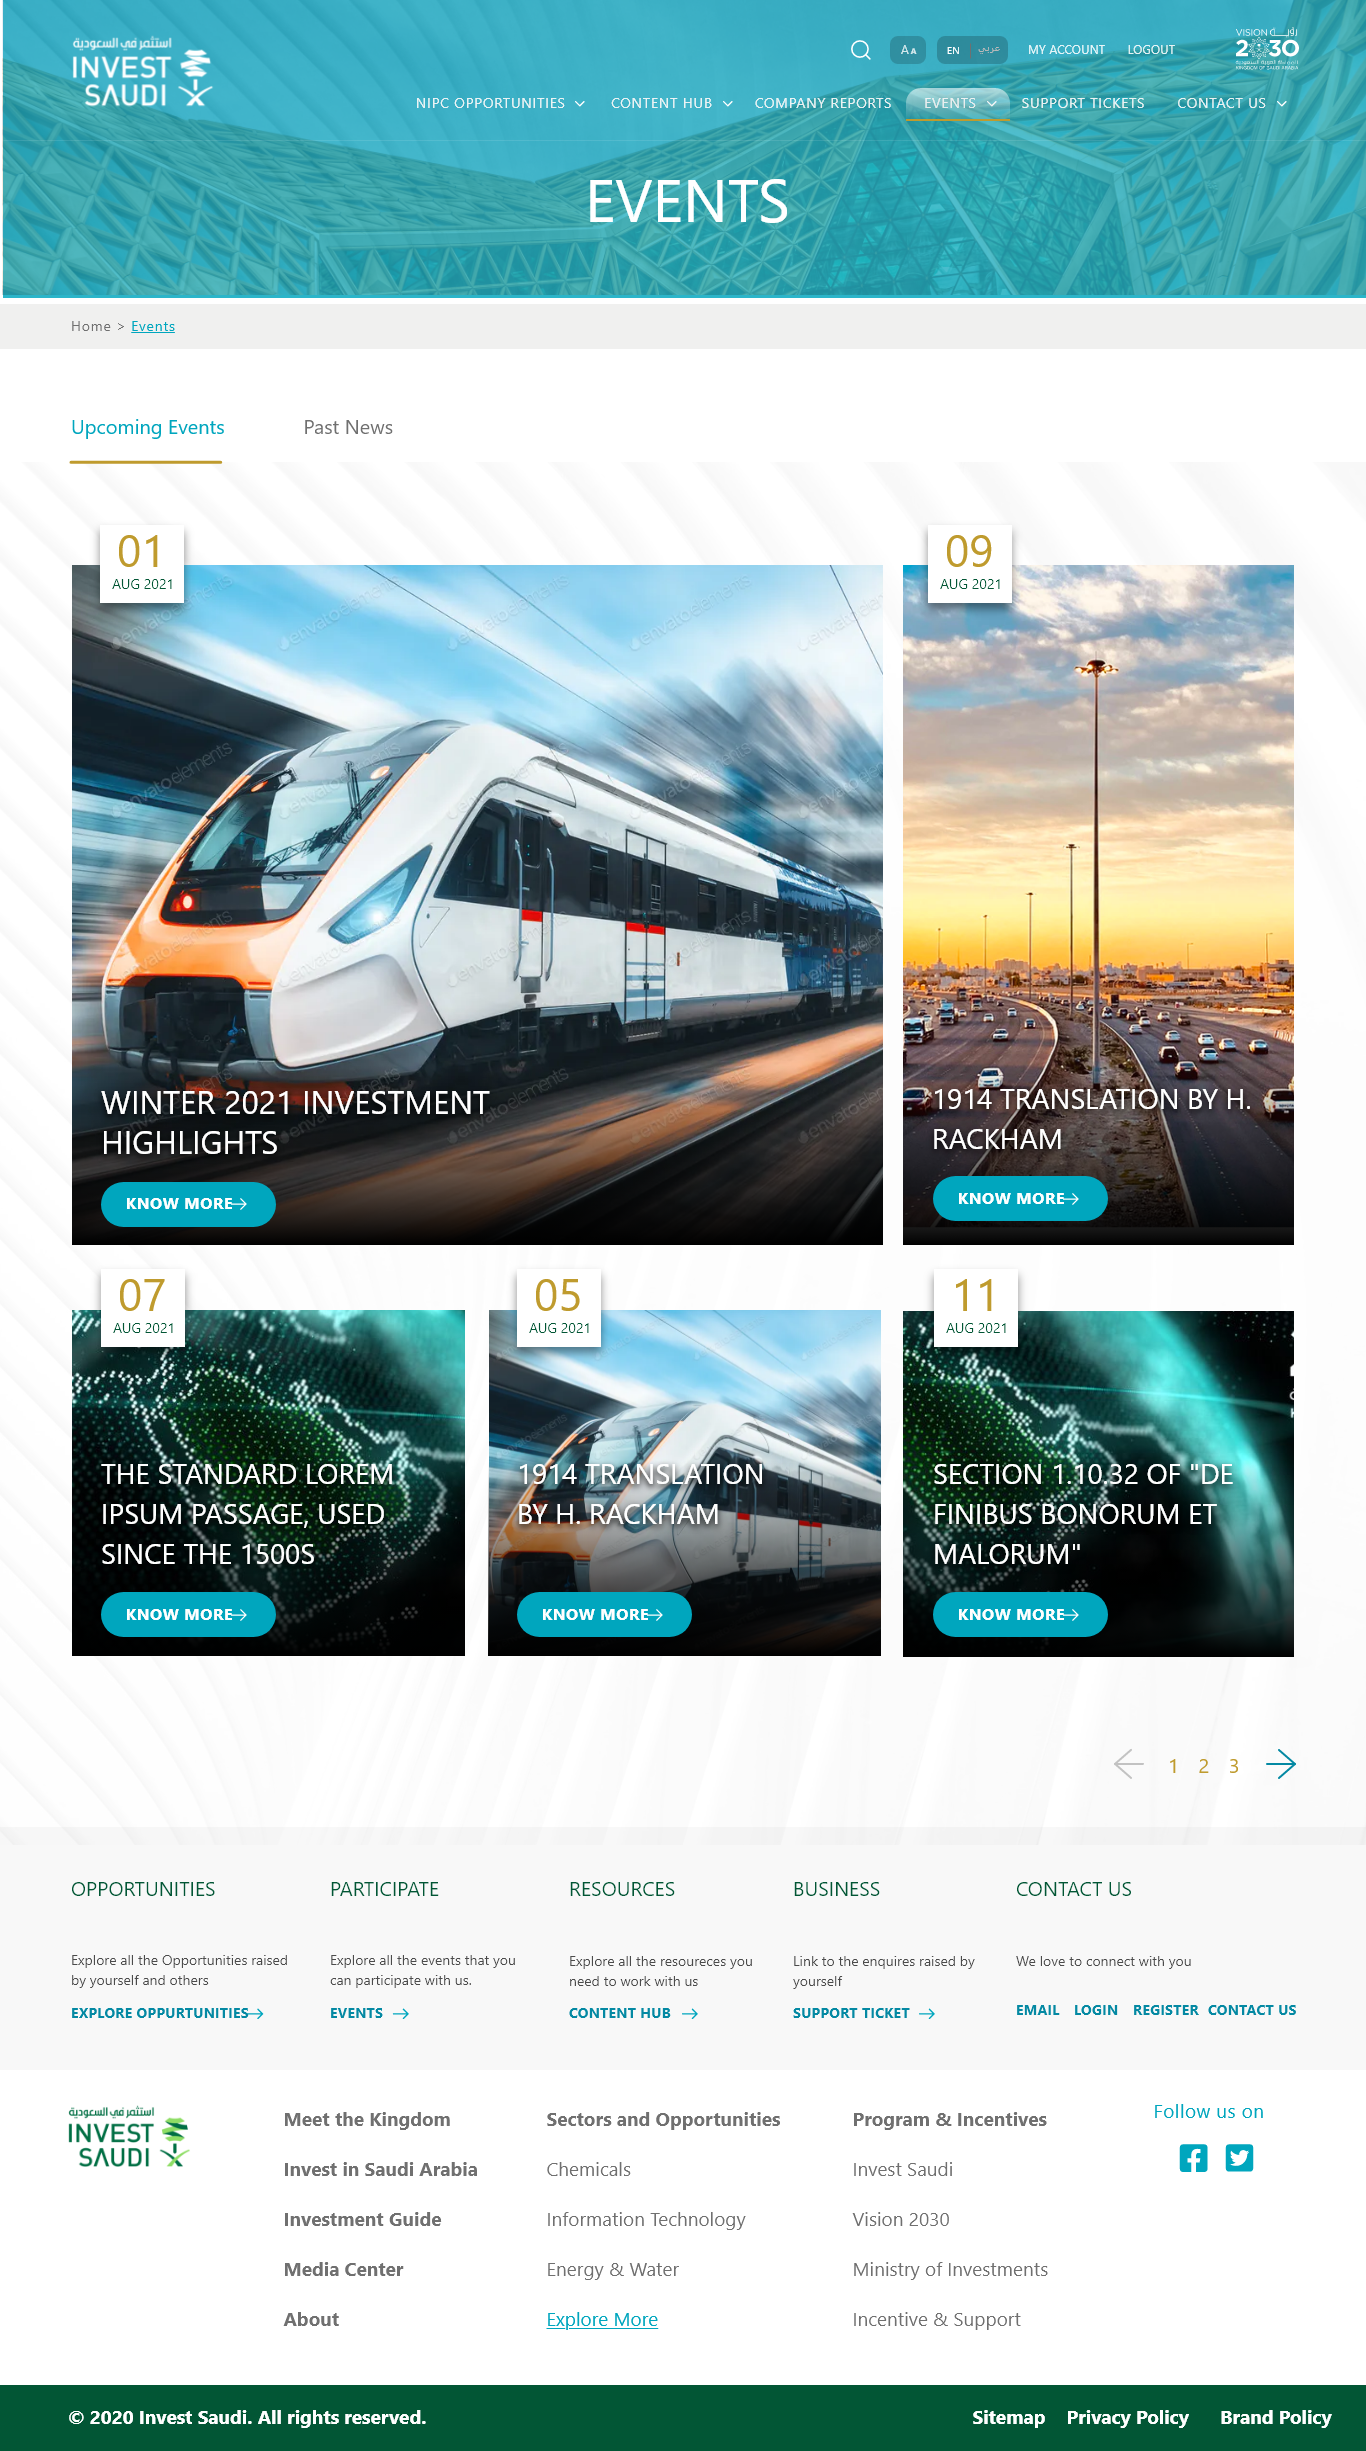 استثمر في السعودية
INVEST
SAUDI
AA
EN
عربي
MY ACCOUNT
LOGOUT
VISION رؤيـــة
2030
المملكة العربية السعودية
KINGDOM OF SAUDI ARABIA
NIPC OPPORTUNITIES
CONTENT HUB
COMPANY REPORTS
EVENTS
SUPPORT TICKETS
CONTACT US
EVENTS
Home > Events
Upcoming Events
Past News
01
AUG 2021
envatoelements
WINTER 2021 INVESTMENT
HIGHLIGHTS
KNOW MORE
09
AUG 2021
1914 TRANSLATION BY H.
RACKHAM
KNOW MORE
07
AUG 2021
THE STANDARD LOREM
IPSUM PASSAGE, USED
SINCE THE 1500S
KNOW MORE
05
AUG 2021
1914 TRANSLATION
BY H. RACKHAM
KNOW MORE
11
AUG 2021
SECTION 1.10.32 OF "DE
FINIBUS BONORUM ET
MALORUM"
KNOW MORE
1 2 3
OPPORTUNITIES
Explore all the Opportunities raised
by yourself and others
EXPLORE OPPURTUNITIES
PARTICIPATE
Explore all the events that you
can participate with us.
EVENTS
RESOURCES
Explore all the resoureces you
need to work with us
CONTENT HUB
BUSINESS
Link to the enquires raised by
yourself
SUPPORT TICKET
CONTACT US
We love to connect with you
EMAIL LOGIN REGISTER CONTACT US
استثمر في السعودية
INVEST
SAUDI
Meet the Kingdom
Invest in Saudi Arabia
Investment Guide
Media Center
About
Sectors and Opportunities
Chemicals
Information Technology
Energy & Water
Explore More
Program & Incentives
Invest Saudi
Vision 2030
Ministry of Investments
Incentive & Support
Follow us on
© 2020 Invest Saudi. All rights reserved.
Sitemap Privacy Policy Brand Policy